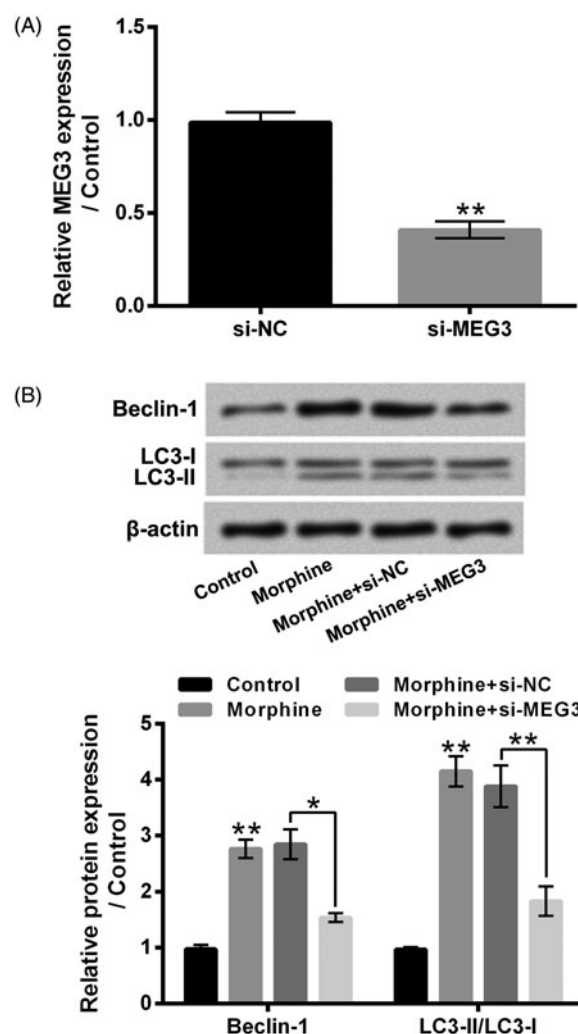 (A)
Relative MEG3 expression
/ Control
1.5
1.0
0.5
0.0
**
si-NC
si-MEG3
(B)
Beclin-1
LC3-I
LC3-II
β-actin
Control
Morphine
Morphine+si-NC
Morphine+si-MEG3
Control
Morphine+si-NC
Morphine
Morphine+si-MEG3
Relative protein expression
/ Control
5
4
3
2
1
0
**
*
**
**
Beclin-1
LC3-II/LC3-I